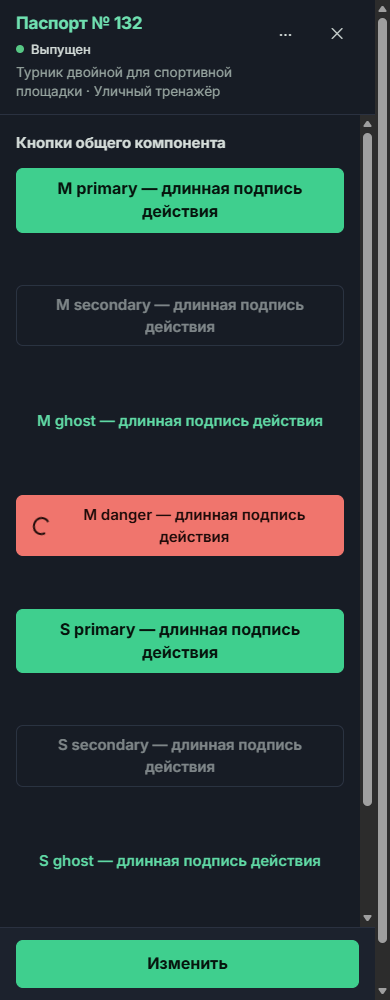 Паспорт № 132
...
Выпущен
Турник двойной для спортивной
площадки · Уличный тренажёр
Кнопки общего компонента
M primary — длинная подпись
действия
M secondary — длинная подпись
действия
M ghost — длинная подпись действия
M danger — длинная подпись
действия
S primary — длинная подпись
действия
S secondary — длинная подпись
действия
S ghost — длинная подпись действия
Изменить